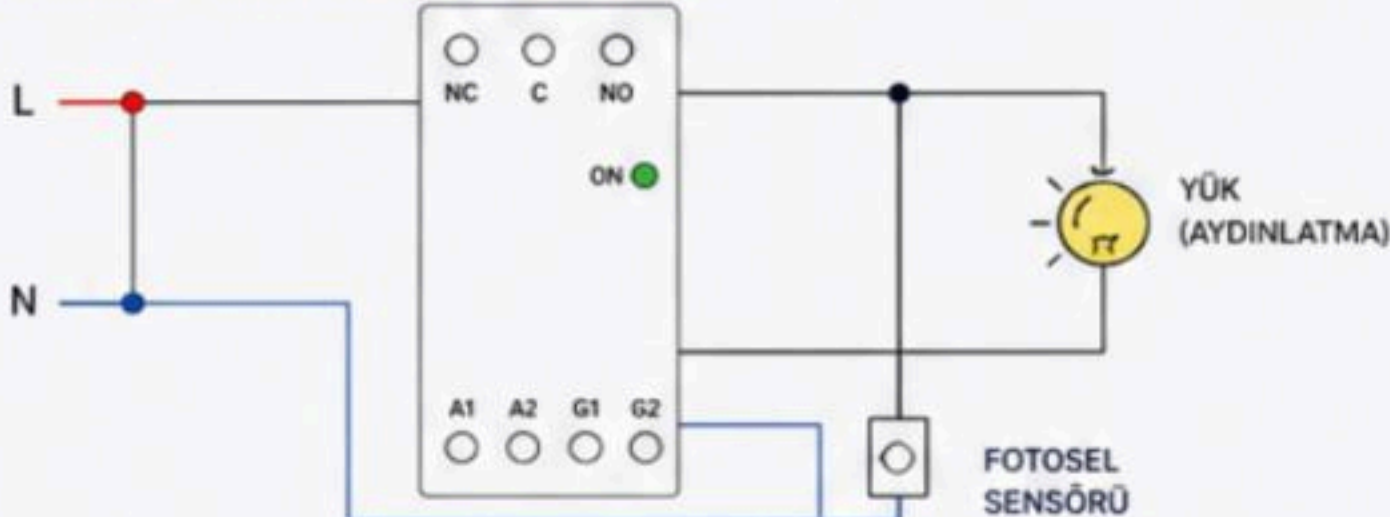 L
NC C NO
ON
YÜK
(AYDINLATMA)
N
A1 A2 G1 G2
FOTOSEL
SENSÖRÜ